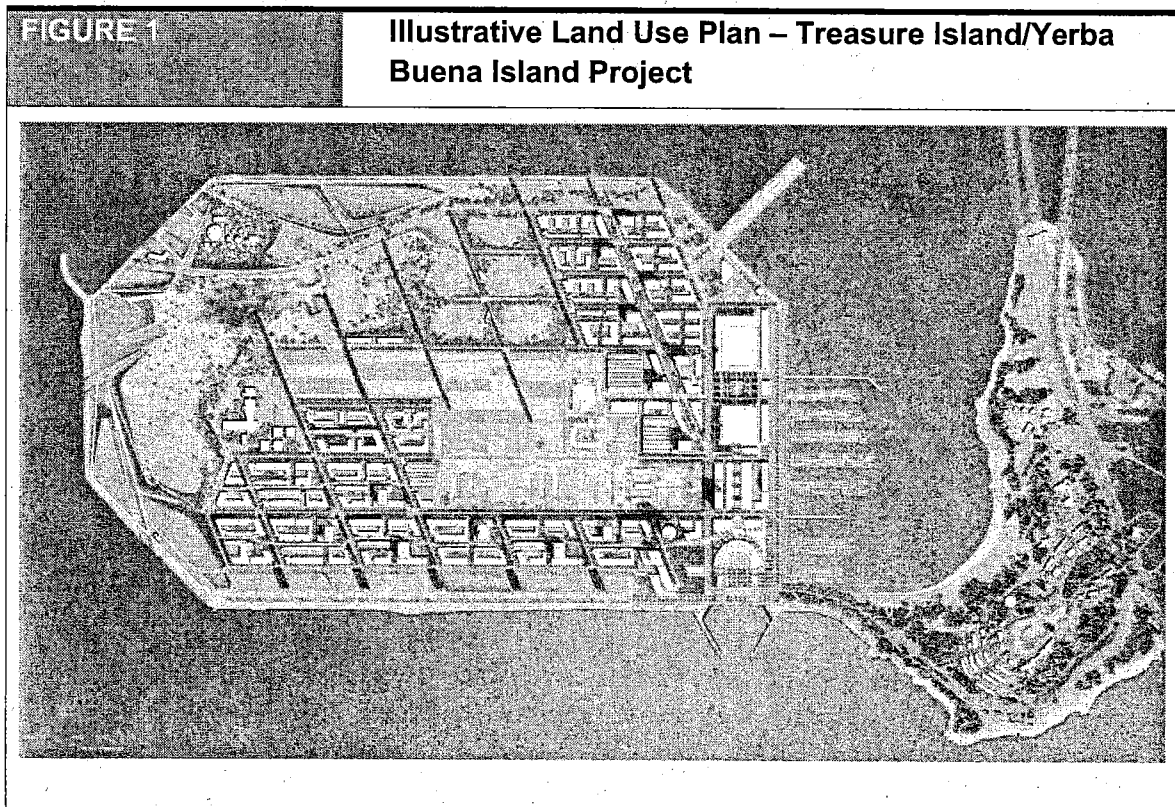 FIGURE 1
Illustrative Land Use Plan – Treasure Island/Yerba
Buena Island Project